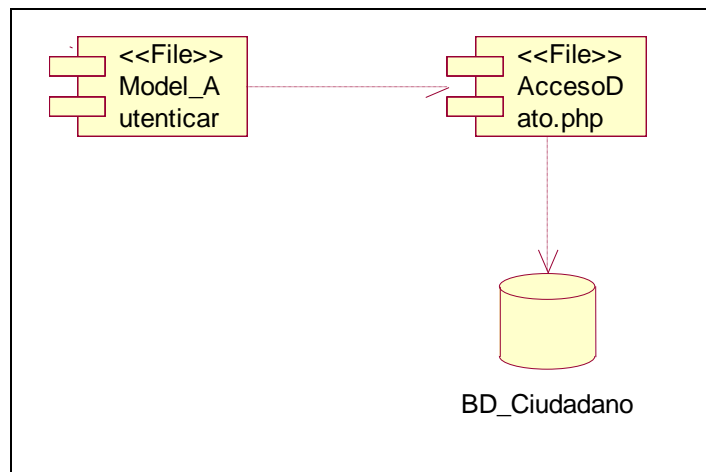 <<File>>
Model_A
utenticar
<<File>>
AccesoD
ato.php
BD_Ciudadano